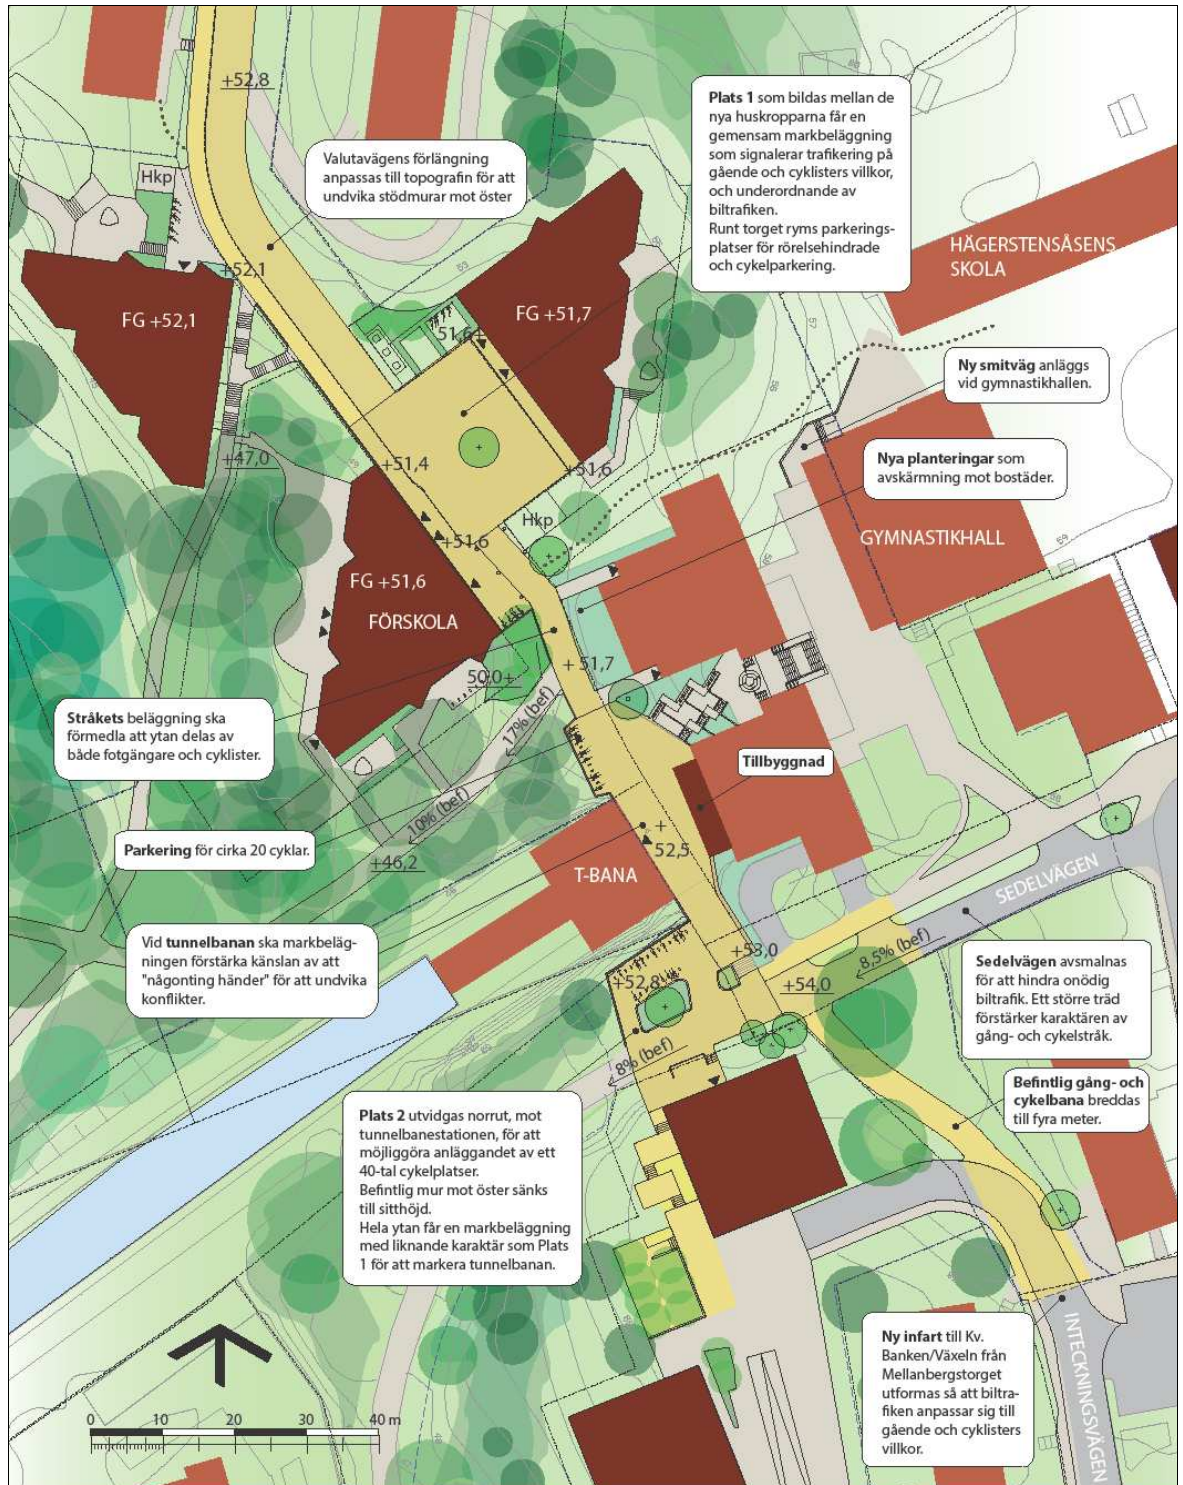 +52,8
Plats 1 som bildas mellan de
nya huskropparna får en
gemensam markbeläggning
som signalerar trafikering på
gående och cyklisters villkor,
och underordnande av
biltrafiken.
Runt torget ryms parkerings-
platser för rörelsehindrade
och cykelparkering.
Valutavägens förlängning
anpassas till topografin för att
undvika stödmurar mot öster
Hkp
HÄGERSTENSÅSENS
SKOLA
+52,1
FG +52,1
FG +51,7
51,6+
Ny smitväg anläggs
vid gymnastikhallen.
+47,0
+51,4
+51,6
Nya planteringar som
avskärmning mot bostäder.
Hkp
+51,6
GYMNASTIKHALL
FG +51,6
FÖRSKOLA
+ 51,7
50,0+
17% (bef)
Stråkets beläggning ska
förmedla att ytan delas av
både fotgängare och cyklister.
Tillbyggnad
10% (bef)
Parkering för cirka 20 cyklar.
+46,2
+
52,5
T-BANA
SEDELVÄGEN
Vid tunnelbanan ska markbeläg-
ningen förstärka känslan av att
"någonting händer" för att undvika
konflikter.
+53,0
8,5% (bef)
+52,8
+54,0
Sedelvägen avsmalnas
för att hindra onödig
biltrafik. Ett större träd
förstärker karaktären av
gång- och cykelstråk.
8% (bef)
Befintlig gång- och
cykelbana breddas
till fyra meter.
Plats 2 utvidgas norrut, mot
tunnelbanestationen, för att
möjliggöra anläggandet av ett
40-tal cykelplatser.
Befintlig mur mot öster sänks
till sitthöjd.
Hela ytan får en markbeläggning
med liknande karaktär som Plats
1 för att markera tunnelbanan.
Ny infart till Kv.
Banken/Växeln från
Mellanbergstorget
utformas så att biltra-
fiken anpassar sig till
gående och cyklisters
villkor.
INTECKNINGSVÄGEN
0 10 20 30 40 m